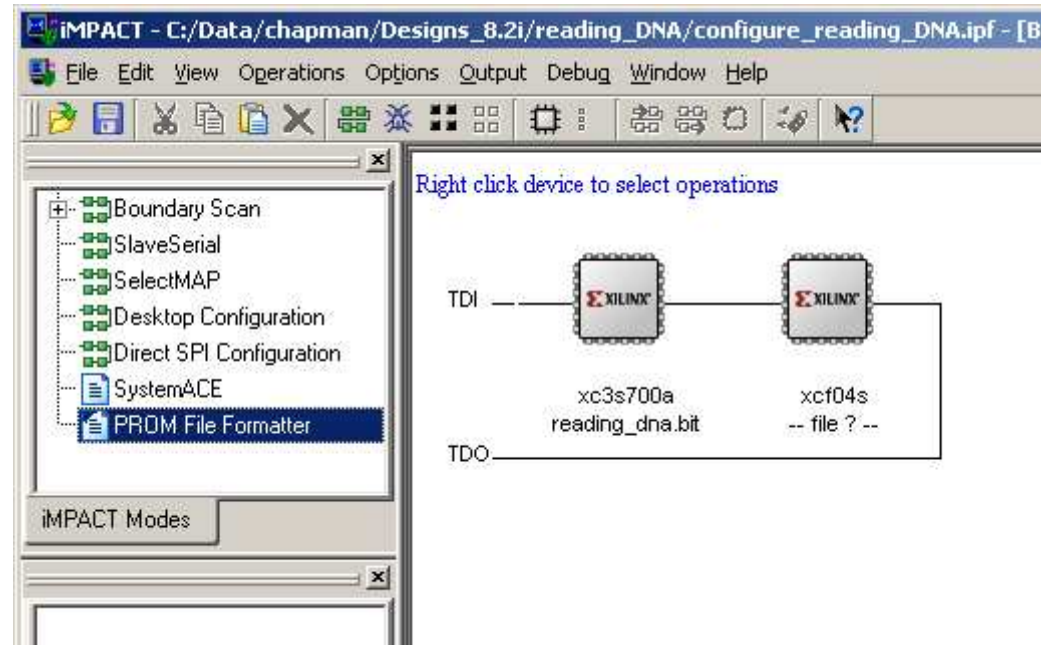 iMPACT - C:/Data/chapman/Designs_8.2i/reading_DNA/configure_reading_DNA.ipf - [B
File Edit View Operations Options Output Debug Window Help
Boundary Scan
SlaveSerial
SelectMAP
Desktop Configuration
Direct SPI Configuration
SystemACE
PROM File Formatter
iMPACT Modes
Right click device to select operations
TDI
XILINX
XILINX
xc3s700a
reading_dna.bit
xcf04s
-- file ? --
TDO